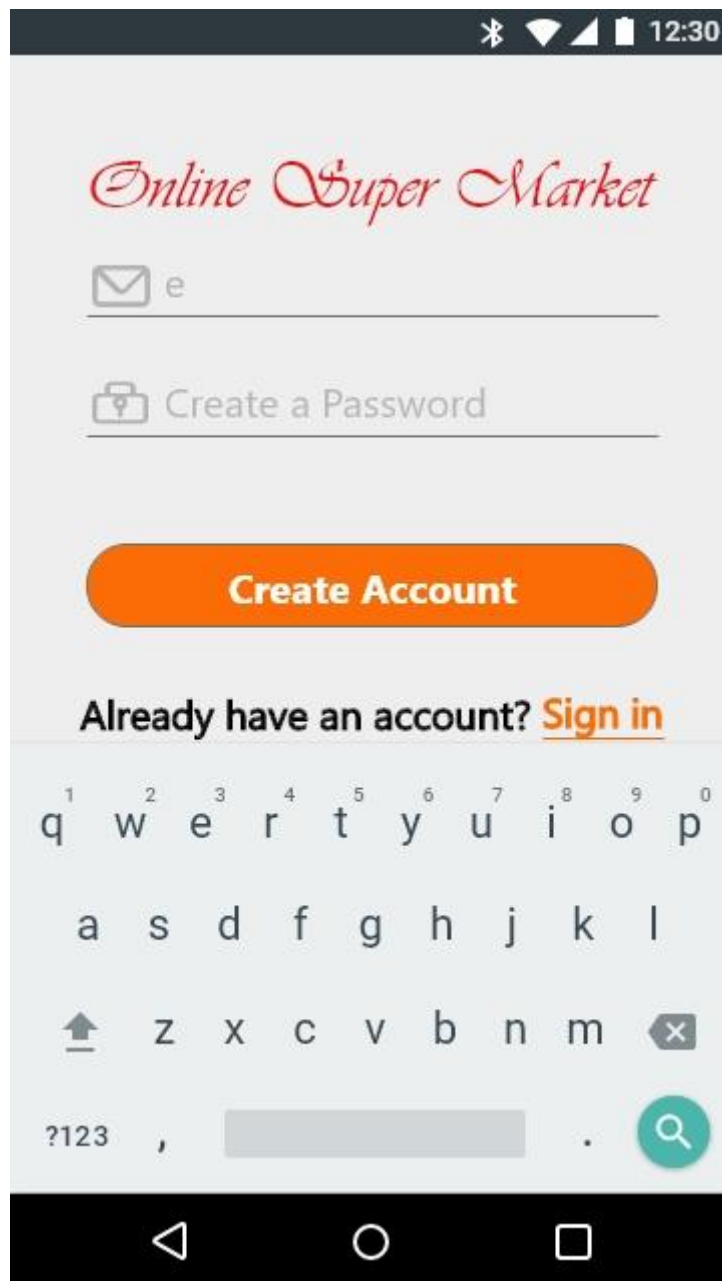 12:30
Online Super Market
e
Create a Password
Create Account
Already have an account? Sign in
1 2 3 4 5 6 7 8 9 0
q w e r t y u i o p
a s d f g h j k l
z x c v b n m
?123 , .